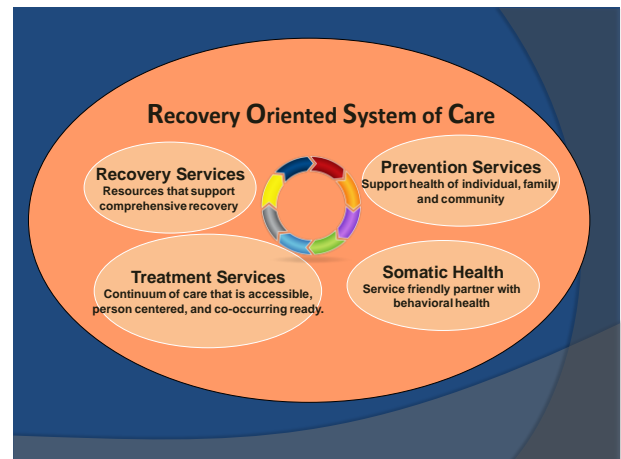 Recovery Oriented System of Care
Recovery Services
Resources that support
comprehensive recovery
Prevention Services
Support health of individual, family
and community
Treatment Services
Continuum of care that is accessible,
person centered, and co-occurring ready.
Somatic Health
Service friendly partner with
behavioral health